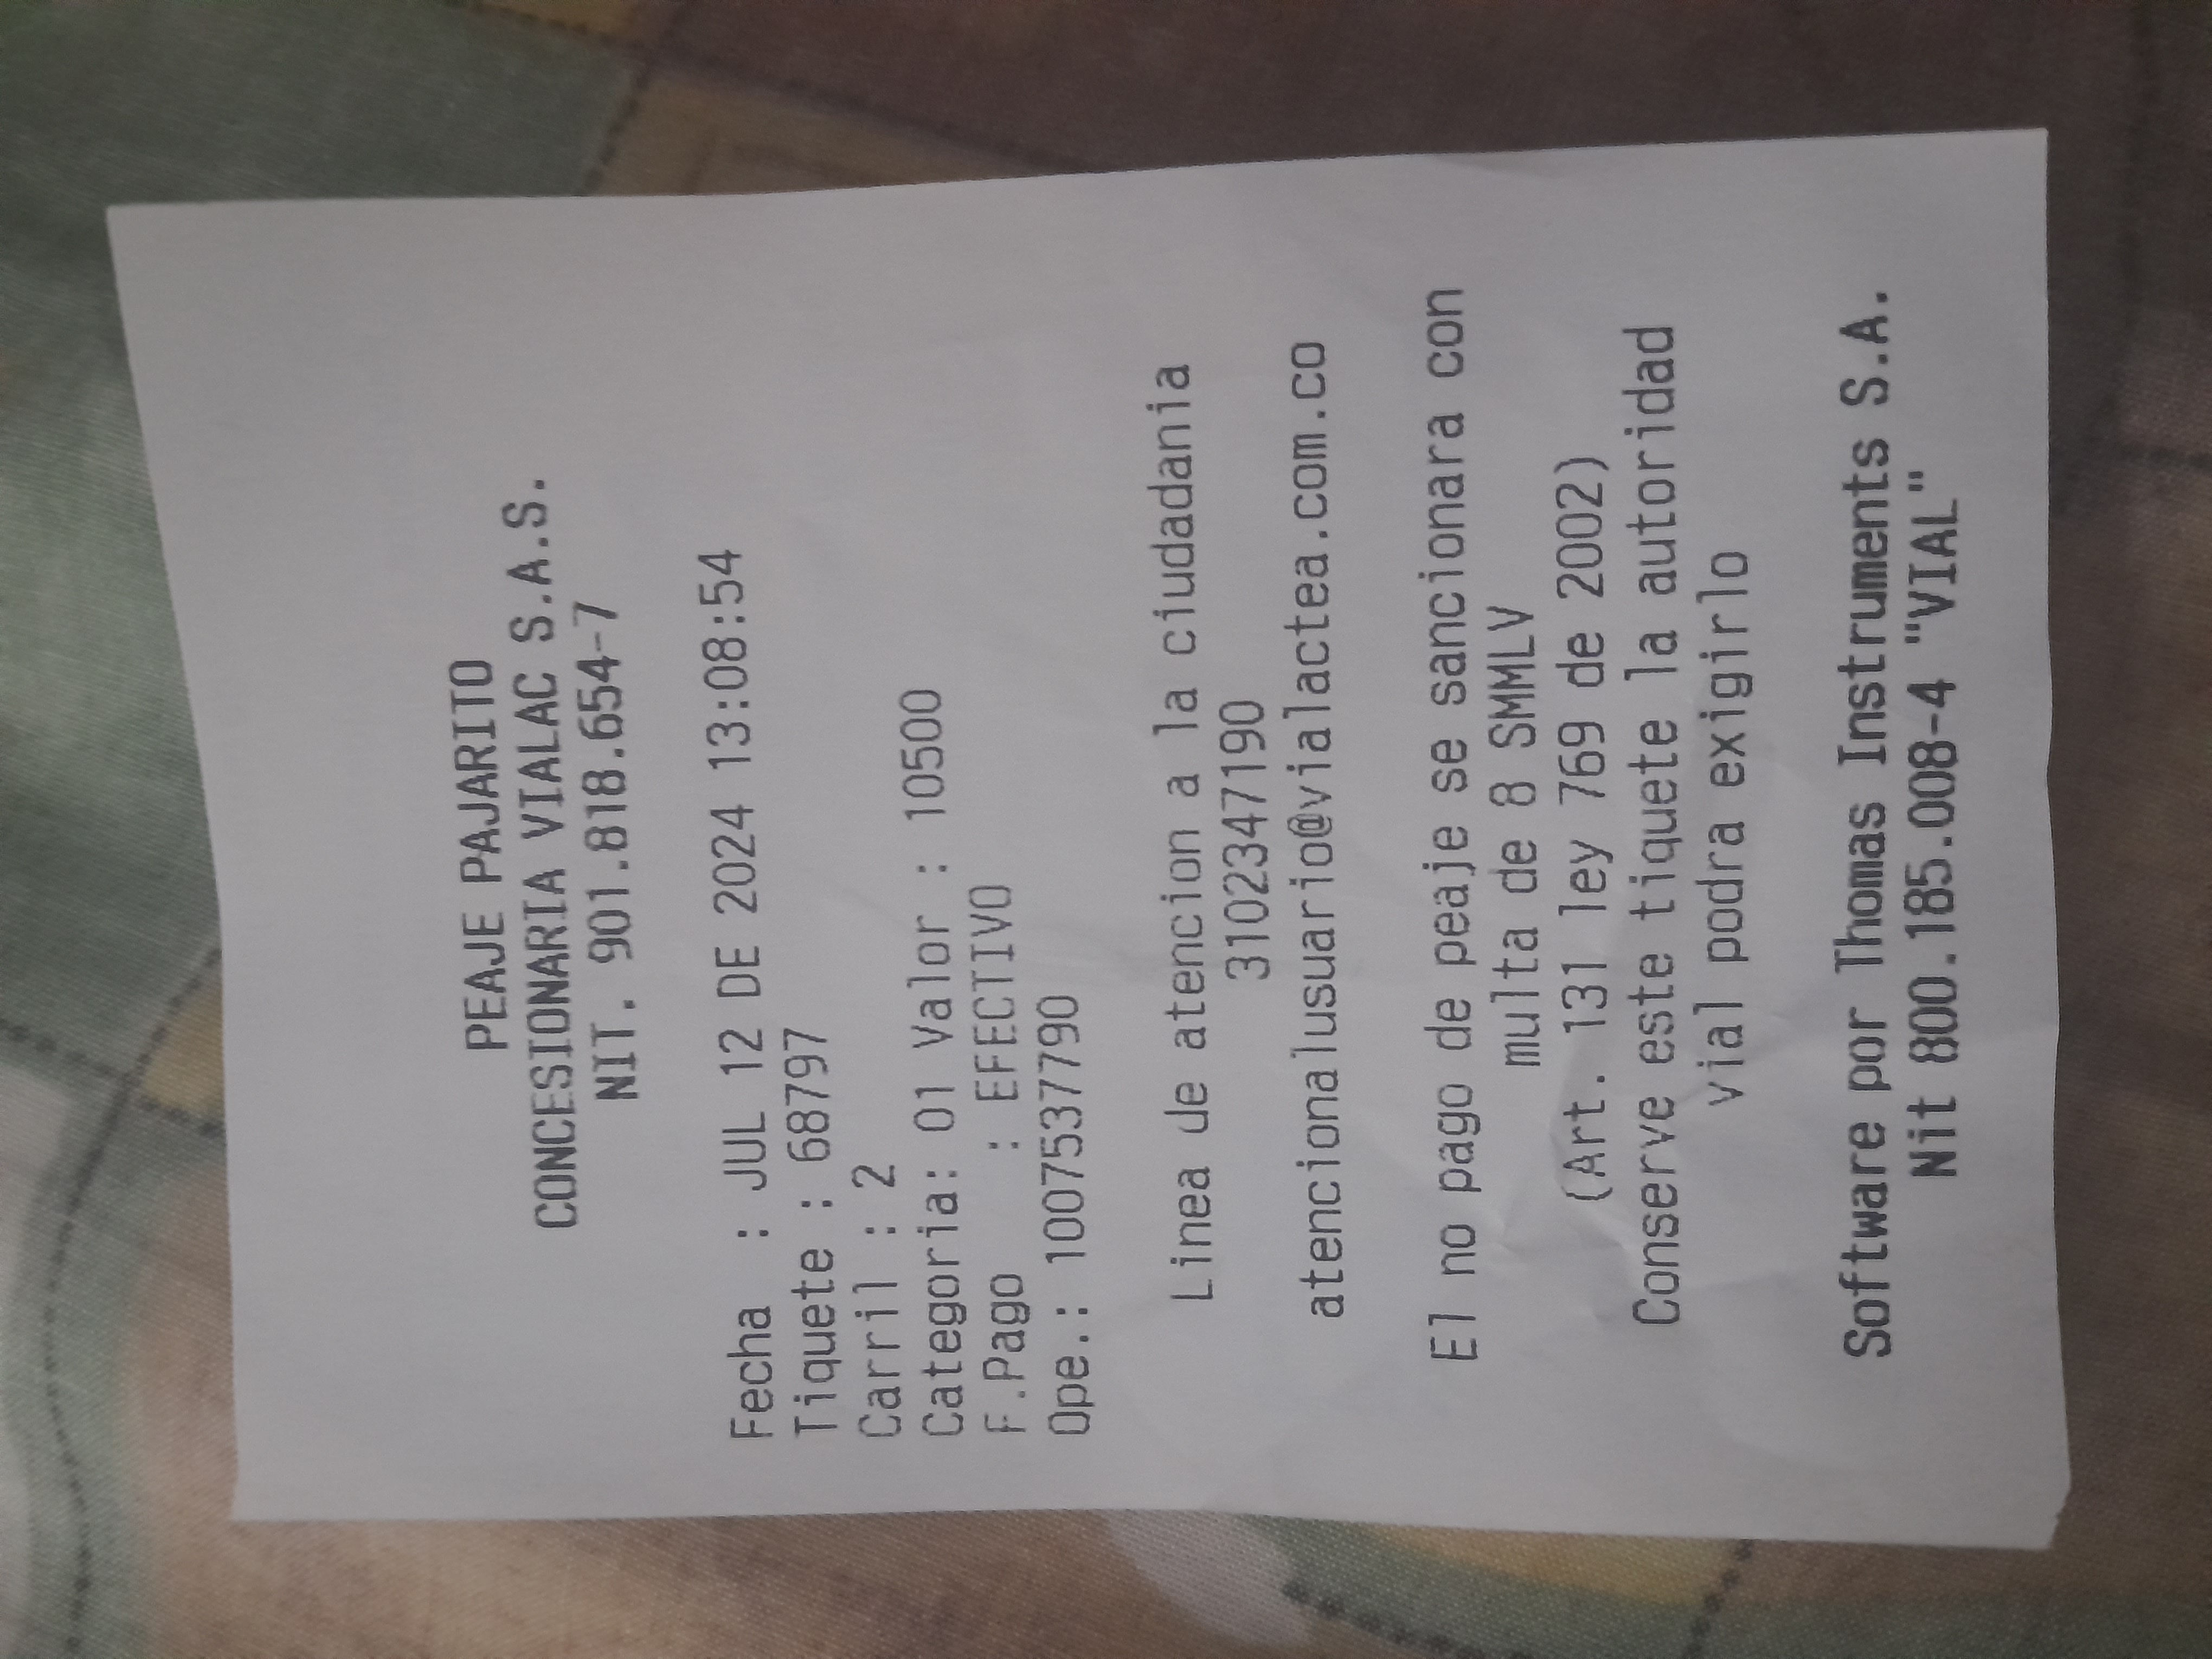 PEAJE PAJARITO
CONCESIONARIA VIALAC S.A.S.
NIT. 901.818.654-7
Fecha : JUL 12 DE 2024 13:08:54
Tiquete : 68797
Carril : 2
Categoria: 01 Valor : 10500
F.Pago : EFECTIVO
Ope.: 1007537790
Linea de atencion a la ciudadania
3102347190
atencionalusuario@vialactea.com.co
El no pago de peaje se sancionara con
multa de 8 SMMLV
(Art. 131 ley 769 de 2002)
Conserve este tiquete la autoridad
vial podra exigirlo
Software por Thomas Instruments S.A.
Nit 800.185.008-4 "VIAL"